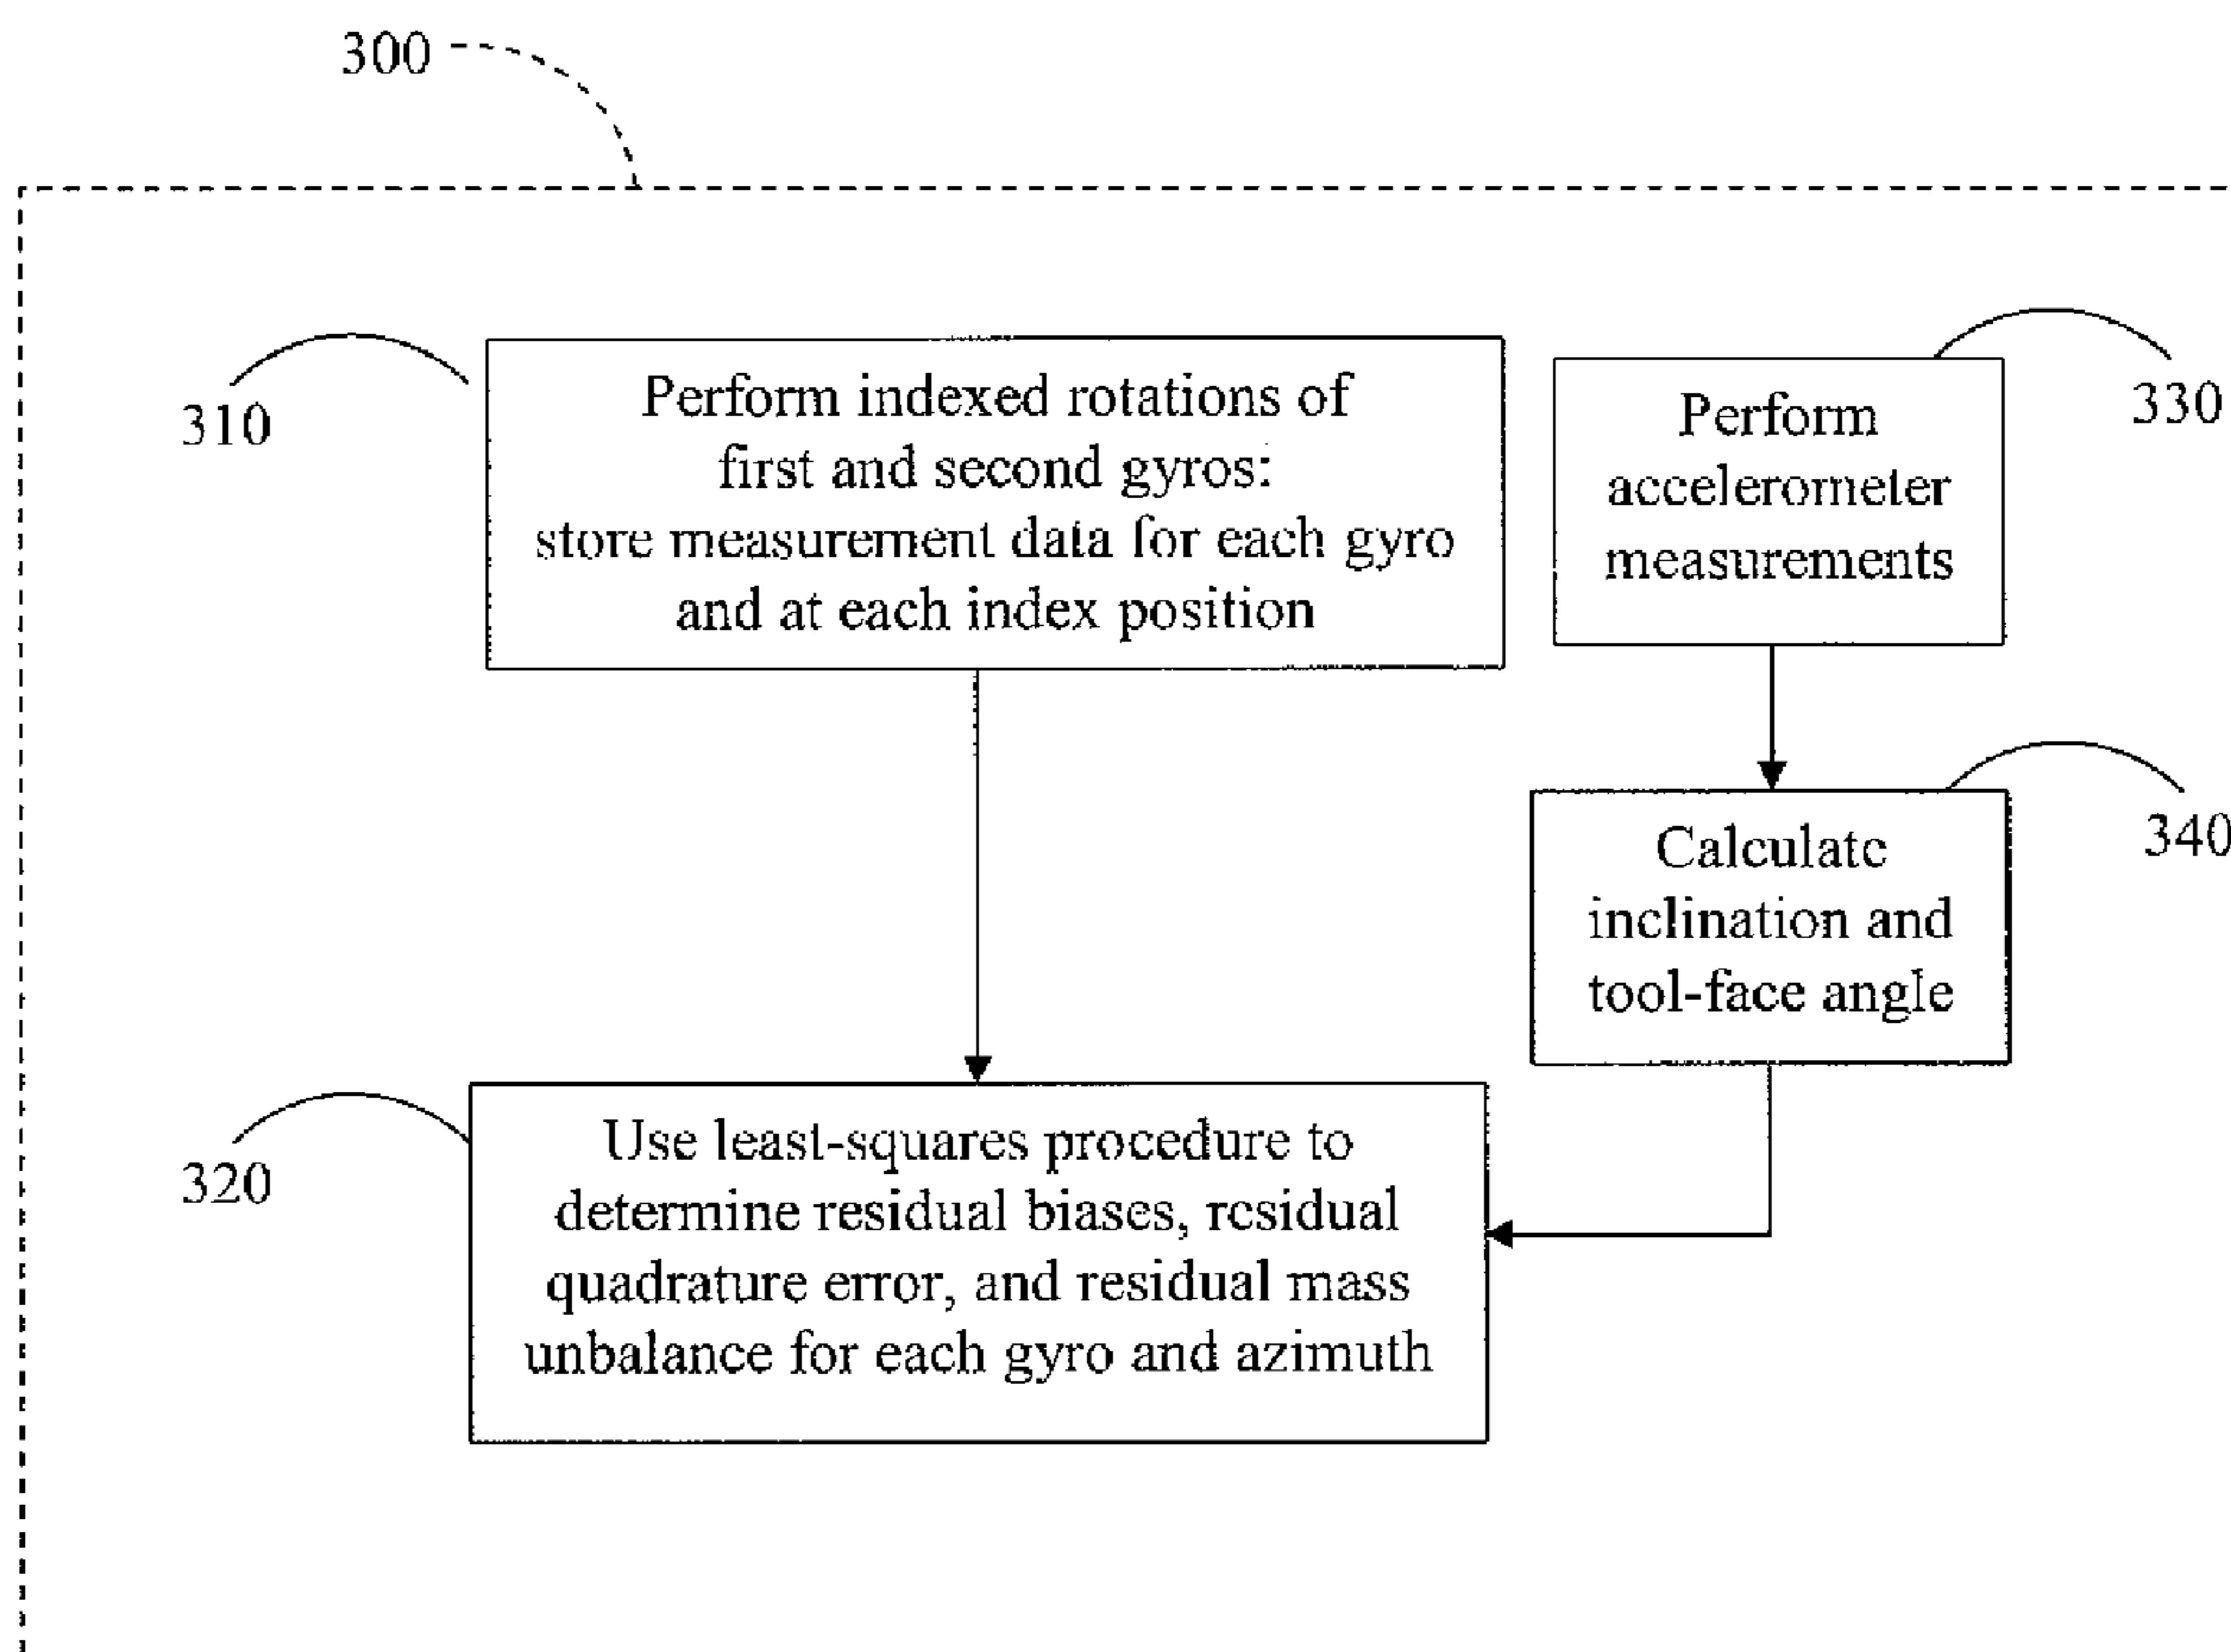 300
310
Perform indexed rotations of
first and second gyros:
store measurement data for each gyro
and at each index position
330
Perform
accelerometer
measurements
340
Calculate
inclination and
tool-face angle
320
Use least-squares procedure to
determine residual biases, residual
quadrature error, and residual mass
unbalance for each gyro and azimuth